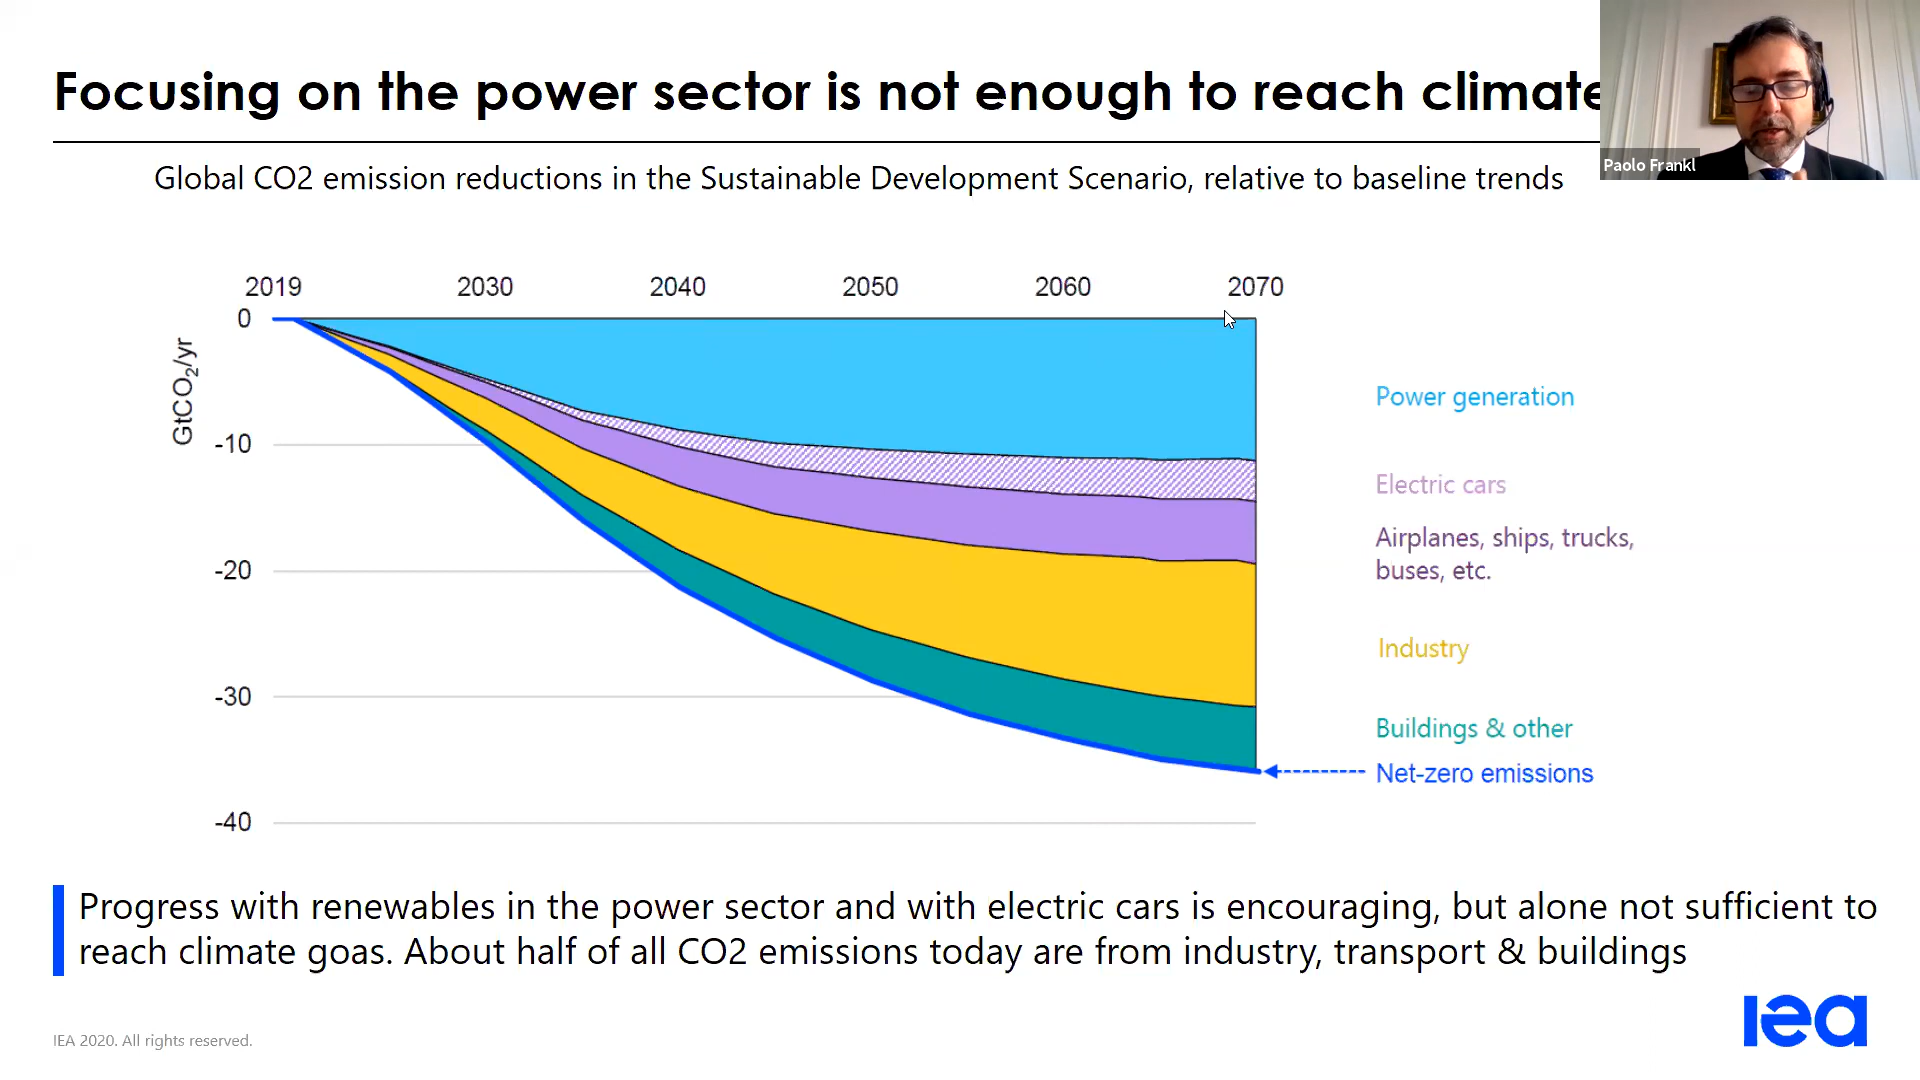 Focusing on the power sector is not enough to reach climate
Paolo Frankl
Global CO2 emission reductions in the Sustainable Development Scenario, relative to baseline trends
2019 2030 2040 2050 2060 2070
0
GtCO₂/yr
-10
-20
-30
-40
Power generation
Electric cars
Airplanes, ships, trucks,
buses, etc.
Industry
Buildings & other
Net-zero emissions
Progress with renewables in the power sector and with electric cars is encouraging, but alone not sufficient to
reach climate goas. About half of all CO2 emissions today are from industry, transport & buildings
IEA 2020. All rights reserved.
iea